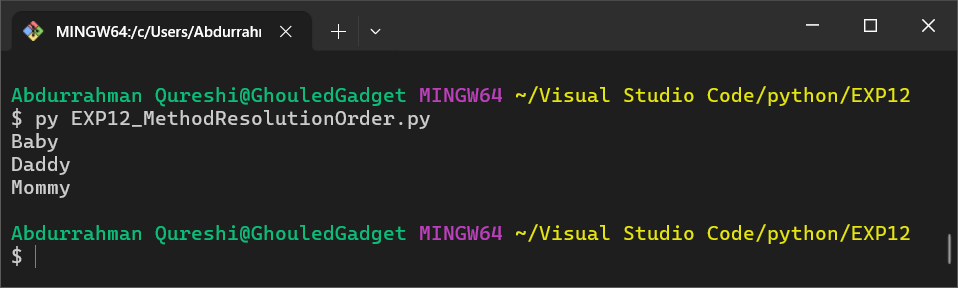 MINGW64:/c/Users/Abdurrahr
Abdurrahman Qureshi@GhouledGadget MINGW64 ~/Visual Studio Code/python/EXP12
$ py EXP12_MethodResolutionOrder.py
Baby
Daddy
Mommy
Abdurrahman Qureshi@GhouledGadget MINGW64 ~/Visual Studio Code/python/EXP12
$